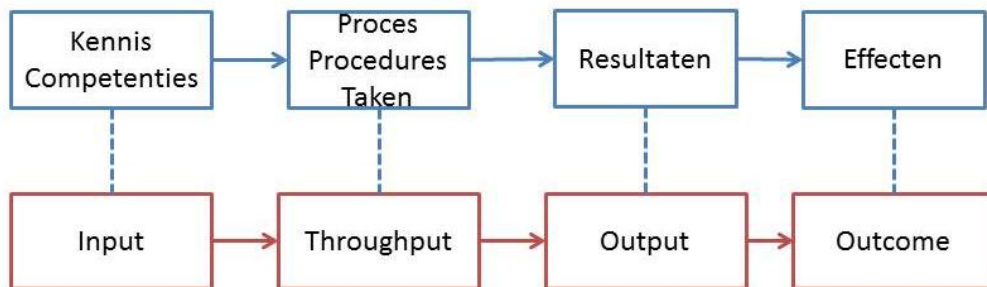 Kennis
Competenties
Proces
Procedures
Taken
Resultaten
Effecten
Input
Throughput
Output
Outcome